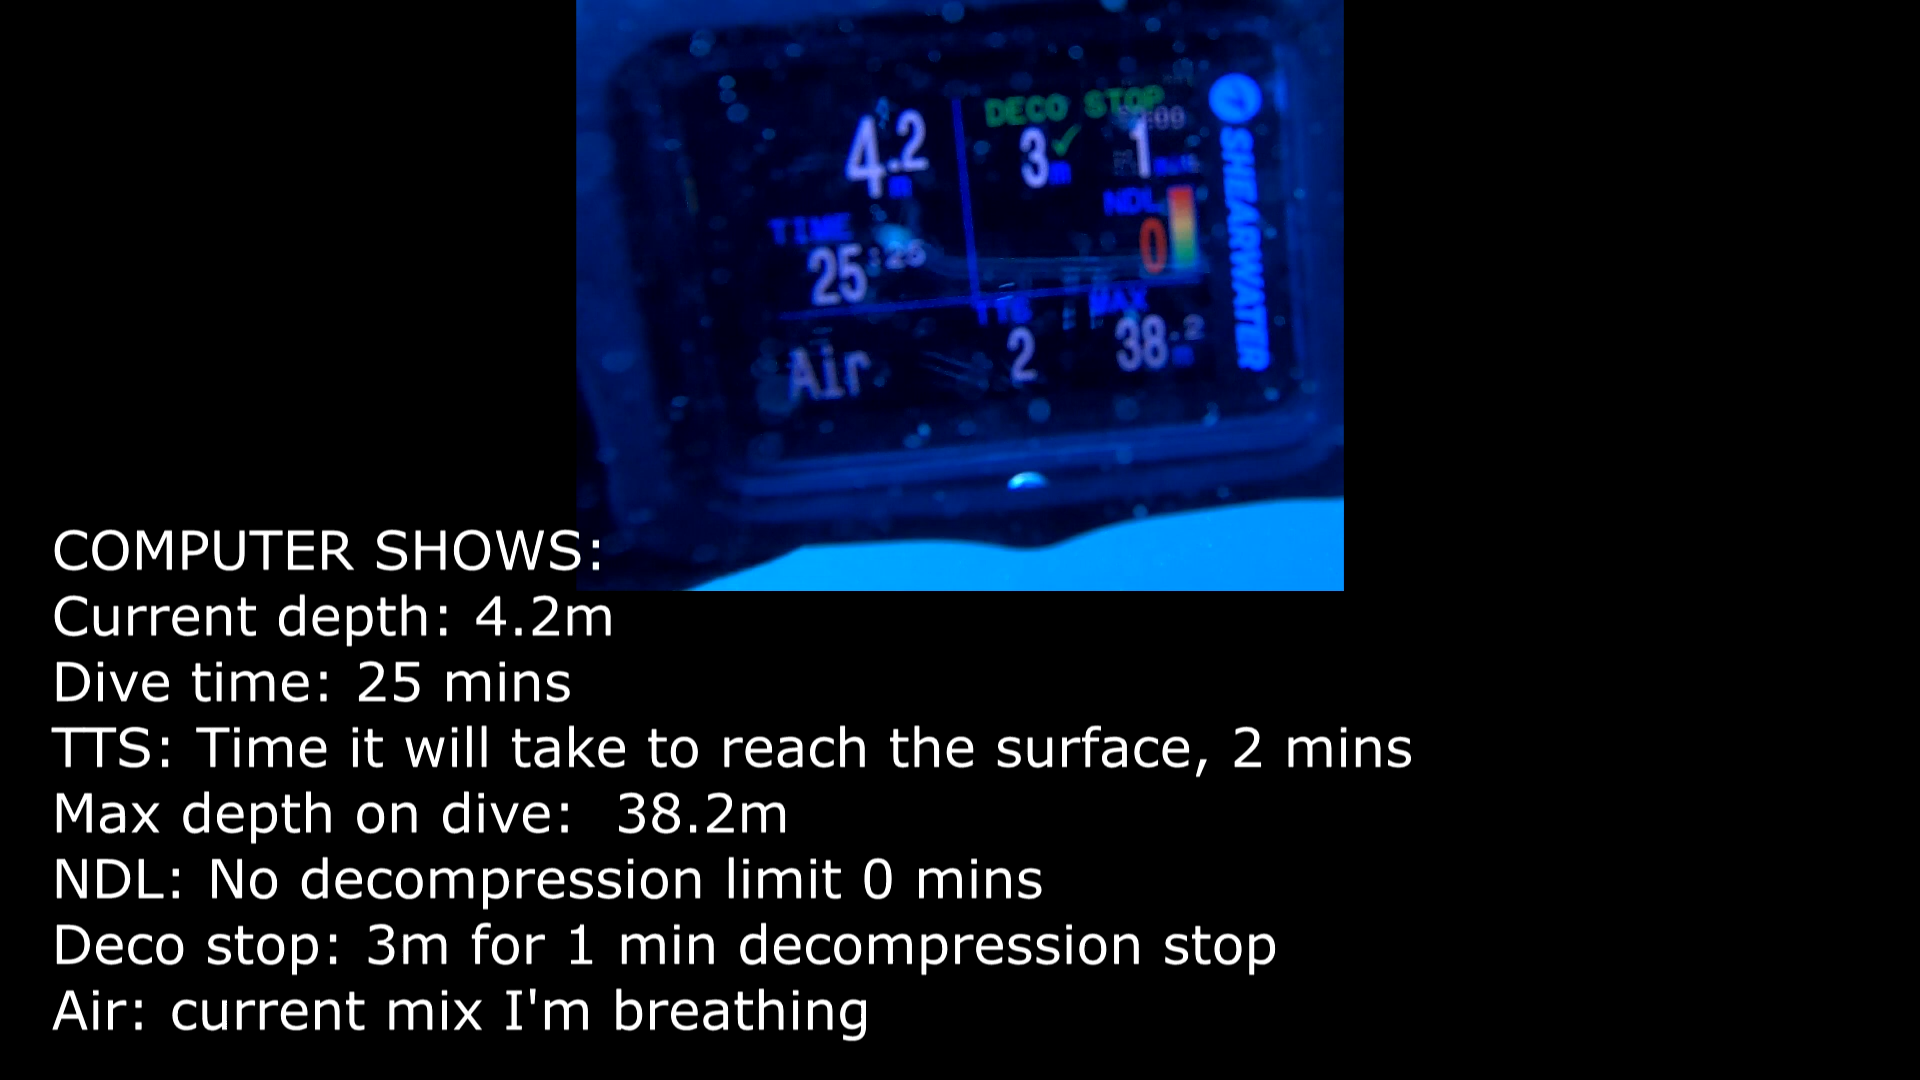 4.2
m
DECO STOP
3m 1
TIME
25:25
NDL
0
TTS
2
MAX
38.2
m
Air
SHEARWATER
COMPUTER SHOWS:
Current depth: 4.2m
Dive time: 25 mins
TTS: Time it will take to reach the surface, 2 mins
Max depth on dive: 38.2m
NDL: No decompression limit 0 mins
Deco stop: 3m for 1 min decompression stop
Air: current mix I'm breathing